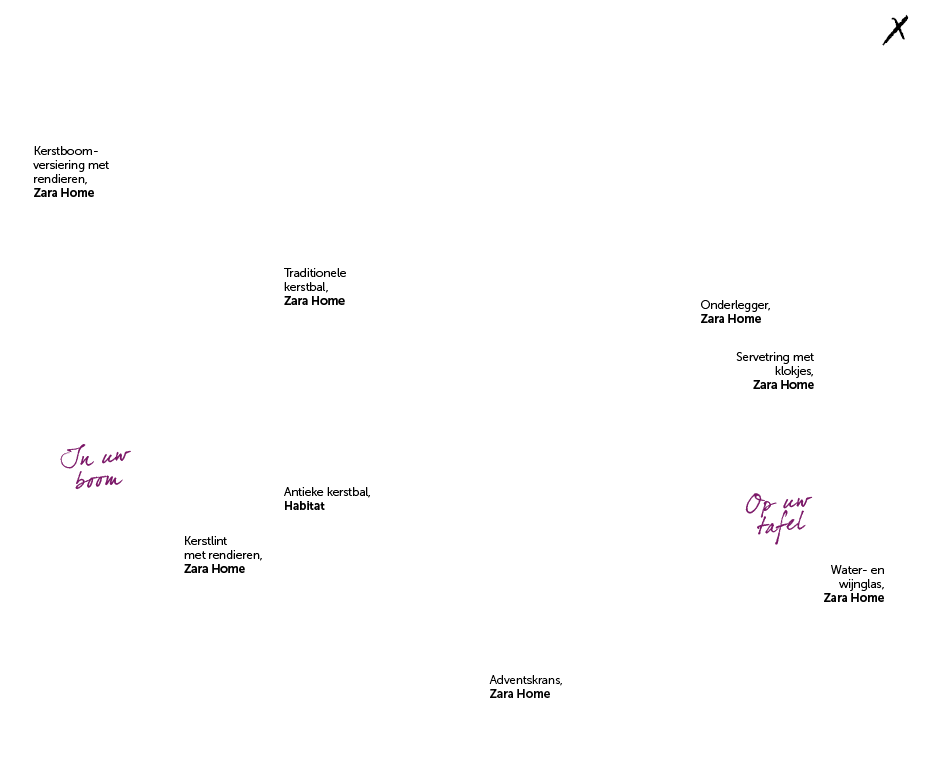 X
Kerstboom-
versiering met
rendieren,
Zara Home
Traditionele
kerstbal,
Zara Home
Onderlegger,
Zara Home
Servetring met
klokjes,
Zara Home
In uw
boom
Antieke kerstbal,
Habitat
Op uw
tafel
Kerstlint
met rendieren,
Zara Home
Water- en
wijnglas,
Zara Home
Adventskrans,
Zara Home